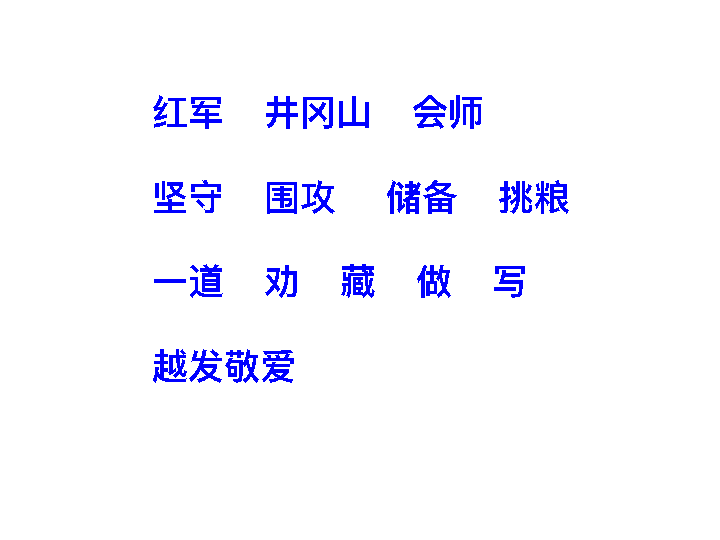 红军 井冈山 会师
坚守 围攻 储备 挑粮
一道 劝 藏 做 写
越发敬爱